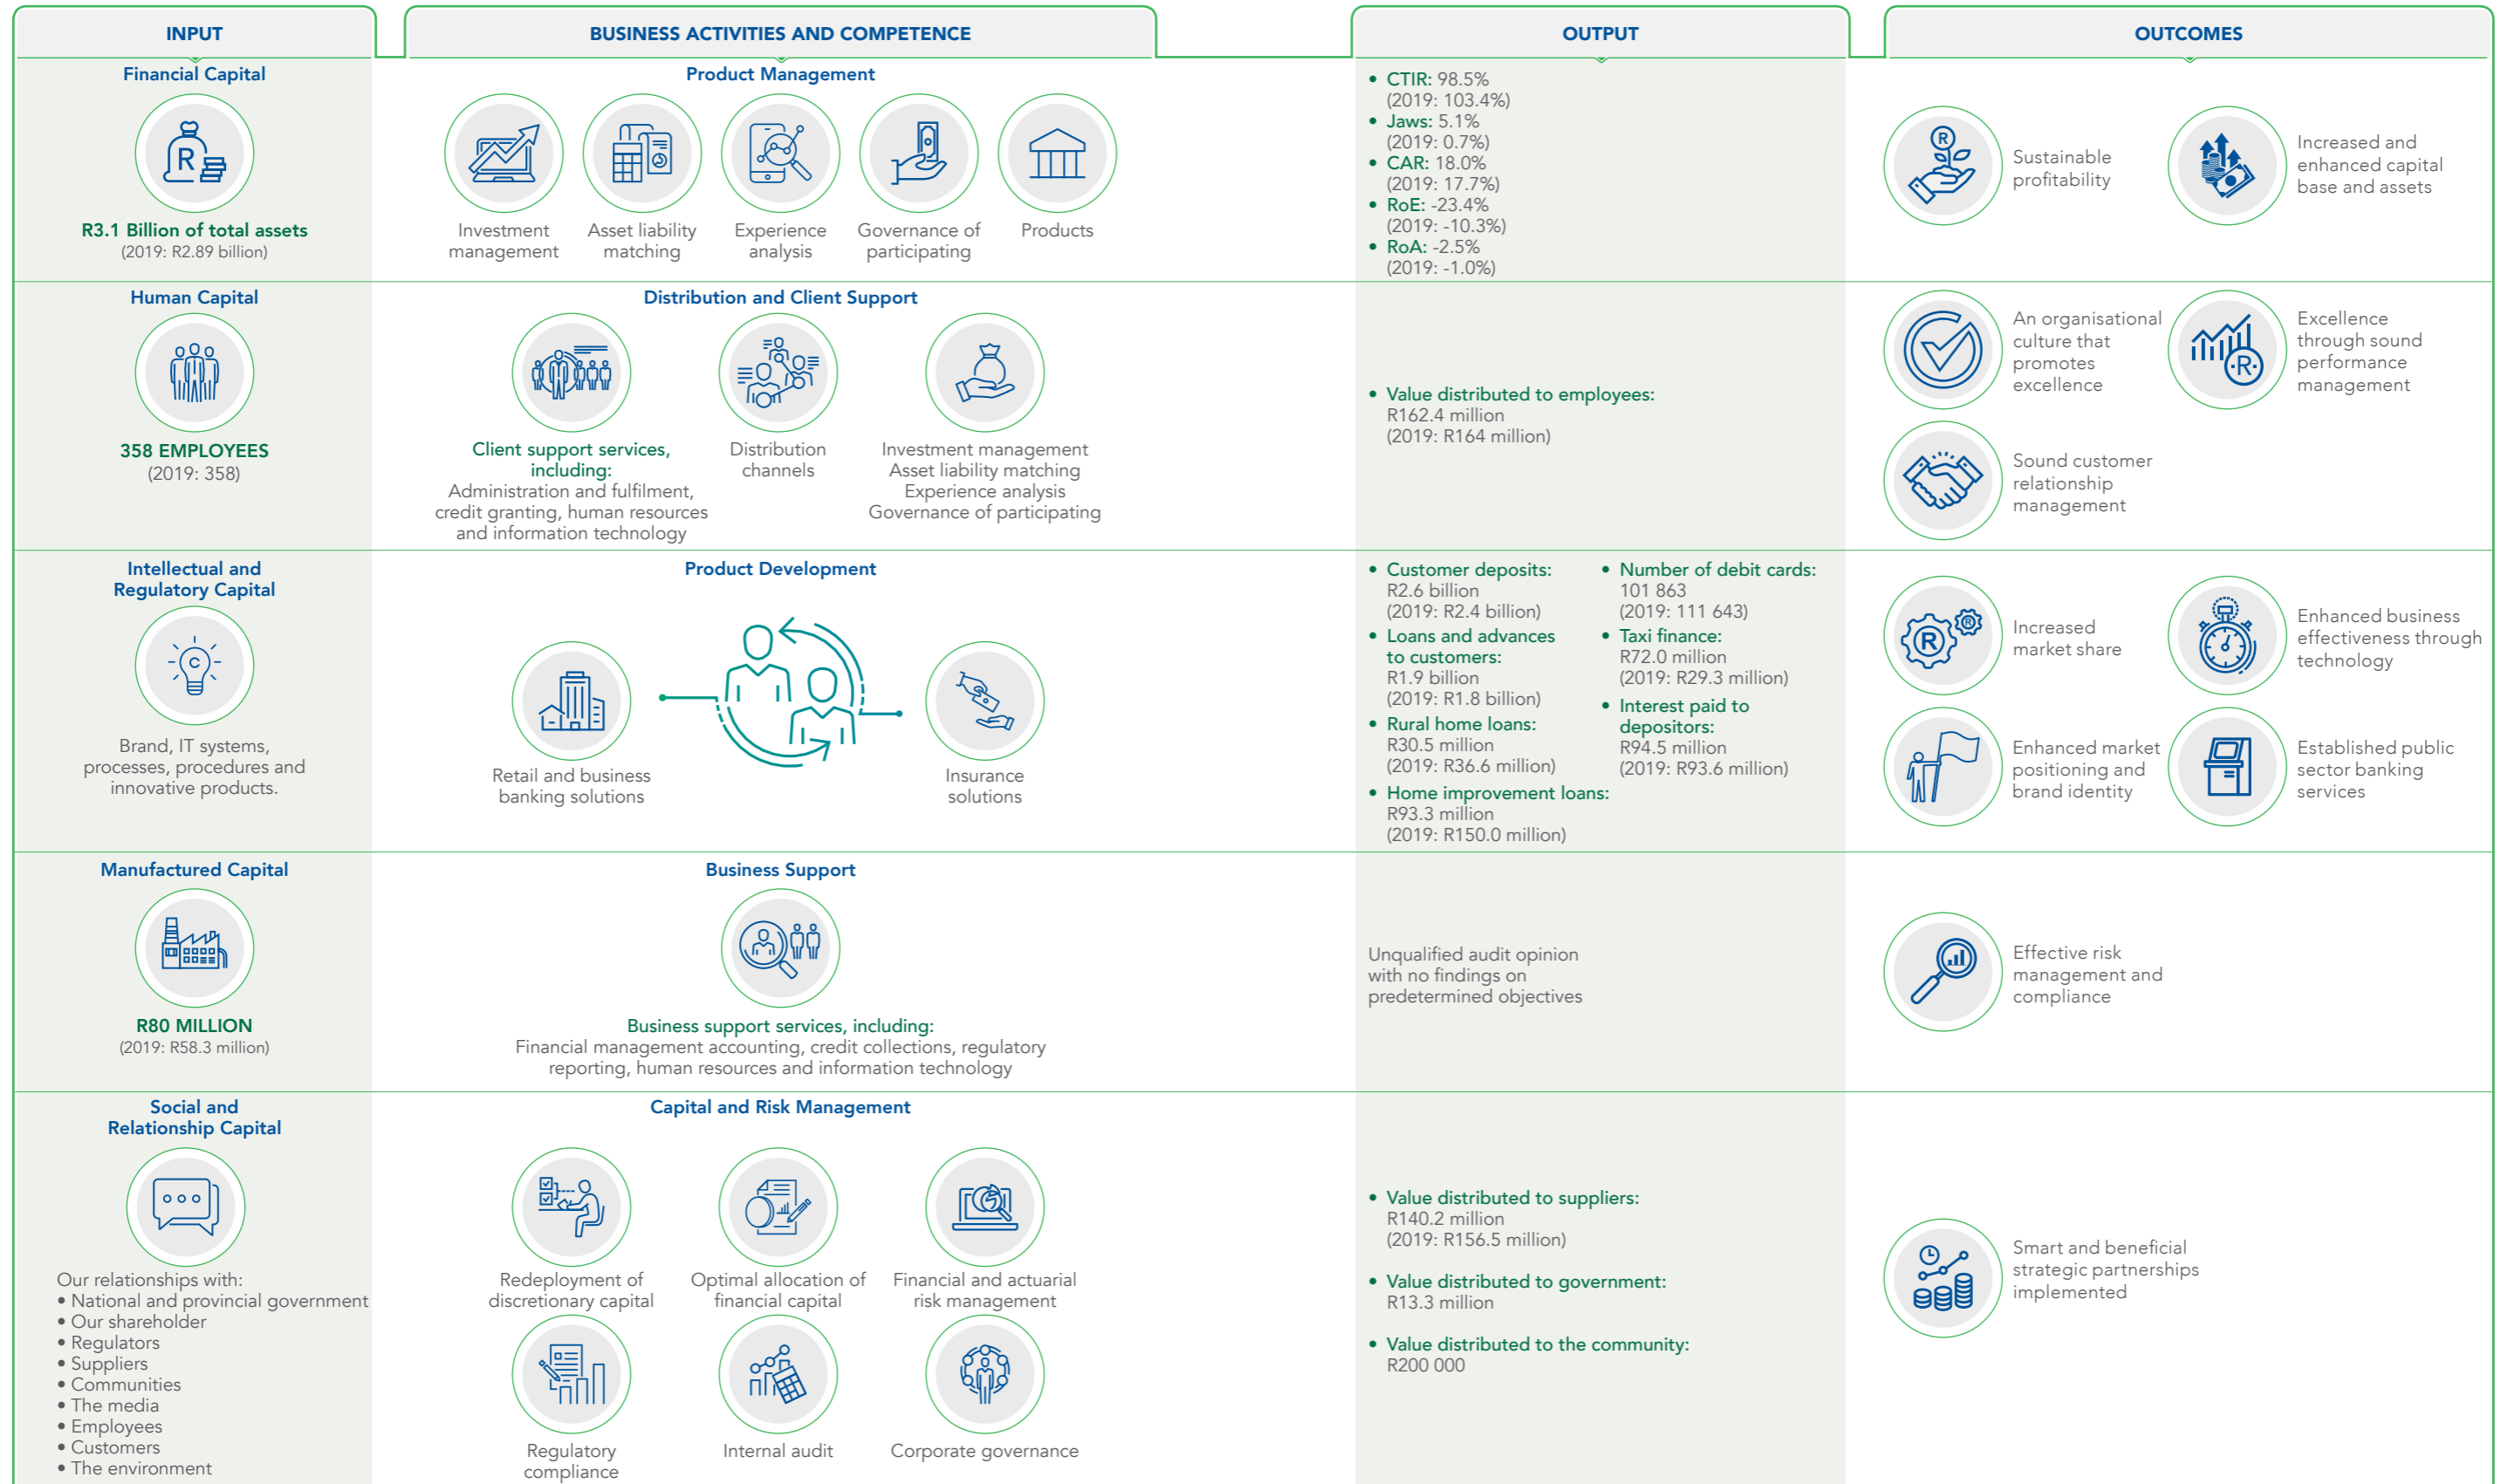 INPUT
BUSINESS ACTIVITIES AND COMPETENCE
OUTPUT
OUTCOMES
Financial Capital
R
R3.1 Billion of total assets
(2019: R2.89 billion)
Product Management
Investment
management
Asset liability
matching
Experience
analysis
Governance of
participating
Products
• CTIR: 98.5%
(2019: 103.4%)
• Jaws: 5.1%
(2019: 0.7%)
• CAR: 18.0%
(2019: 17.7%)
• RoE: -23.4%
(2019: -10.3%)
• RoA: -2.5%
(2019: -1.0%)
R
Sustainable
profitability
Increased and
enhanced capital
base and assets
Human Capital
358 EMPLOYEES
(2019: 358)
Distribution and Client Support
Client support services,
including:
Administration and fulfilment,
credit granting, human resources
and information technology
Distribution
channels
Investment management
Asset liability matching
Experience analysis
Governance of participating
• Value distributed to employees:
R162.4 million
(2019: R164 million)
An organisational
culture that
promotes
excellence
R
Excellence
through sound
performance
management
Sound customer
relationship
management
Intellectual and
Regulatory Capital
C
Brand, IT systems,
processes, procedures and
innovative products.
Product Development
Retail and business
banking solutions
Insurance
solutions
• Customer deposits:
R2.6 billion
(2019: R2.4 billion)
• Loans and advances
to customers:
R1.9 billion
(2019: R1.8 billion)
• Rural home loans:
R30.5 million
(2019: R36.6 million)
• Home improvement loans:
R93.3 million
(2019: R150.0 million)
• Number of debit cards:
101 863
(2019: 111 643)
• Taxi finance:
R72.0 million
(2019: R29.3 million)
• Interest paid to
depositors:
R94.5 million
(2019: R93.6 million)
R
R
Increased
market share
Enhanced business
effectiveness through
technology
Enhanced market
positioning and
brand identity
Established public
sector banking
services
Manufactured Capital
R80 MILLION
(2019: R58.3 million)
Business Support
Business support services, including:
Financial management accounting, credit collections, regulatory
reporting, human resources and information technology
Unqualified audit opinion
with no findings on
predetermined objectives
Effective risk
management and
compliance
Social and
Relationship Capital
Our relationships with:
• National and provincial government
• Our shareholder
• Regulators
• Suppliers
• Communities
• The media
• Employees
• Customers
• The environment
Capital and Risk Management
Redeployment of
discretionary capital
Optimal allocation of
financial capital
Financial and actuarial
risk management
Regulatory
compliance
Internal audit
Corporate governance
• Value distributed to suppliers:
R140.2 million
(2019: R156.5 million)
• Value distributed to government:
R13.3 million
• Value distributed to the community:
R200 000
Smart and beneficial
strategic partnerships
implemented